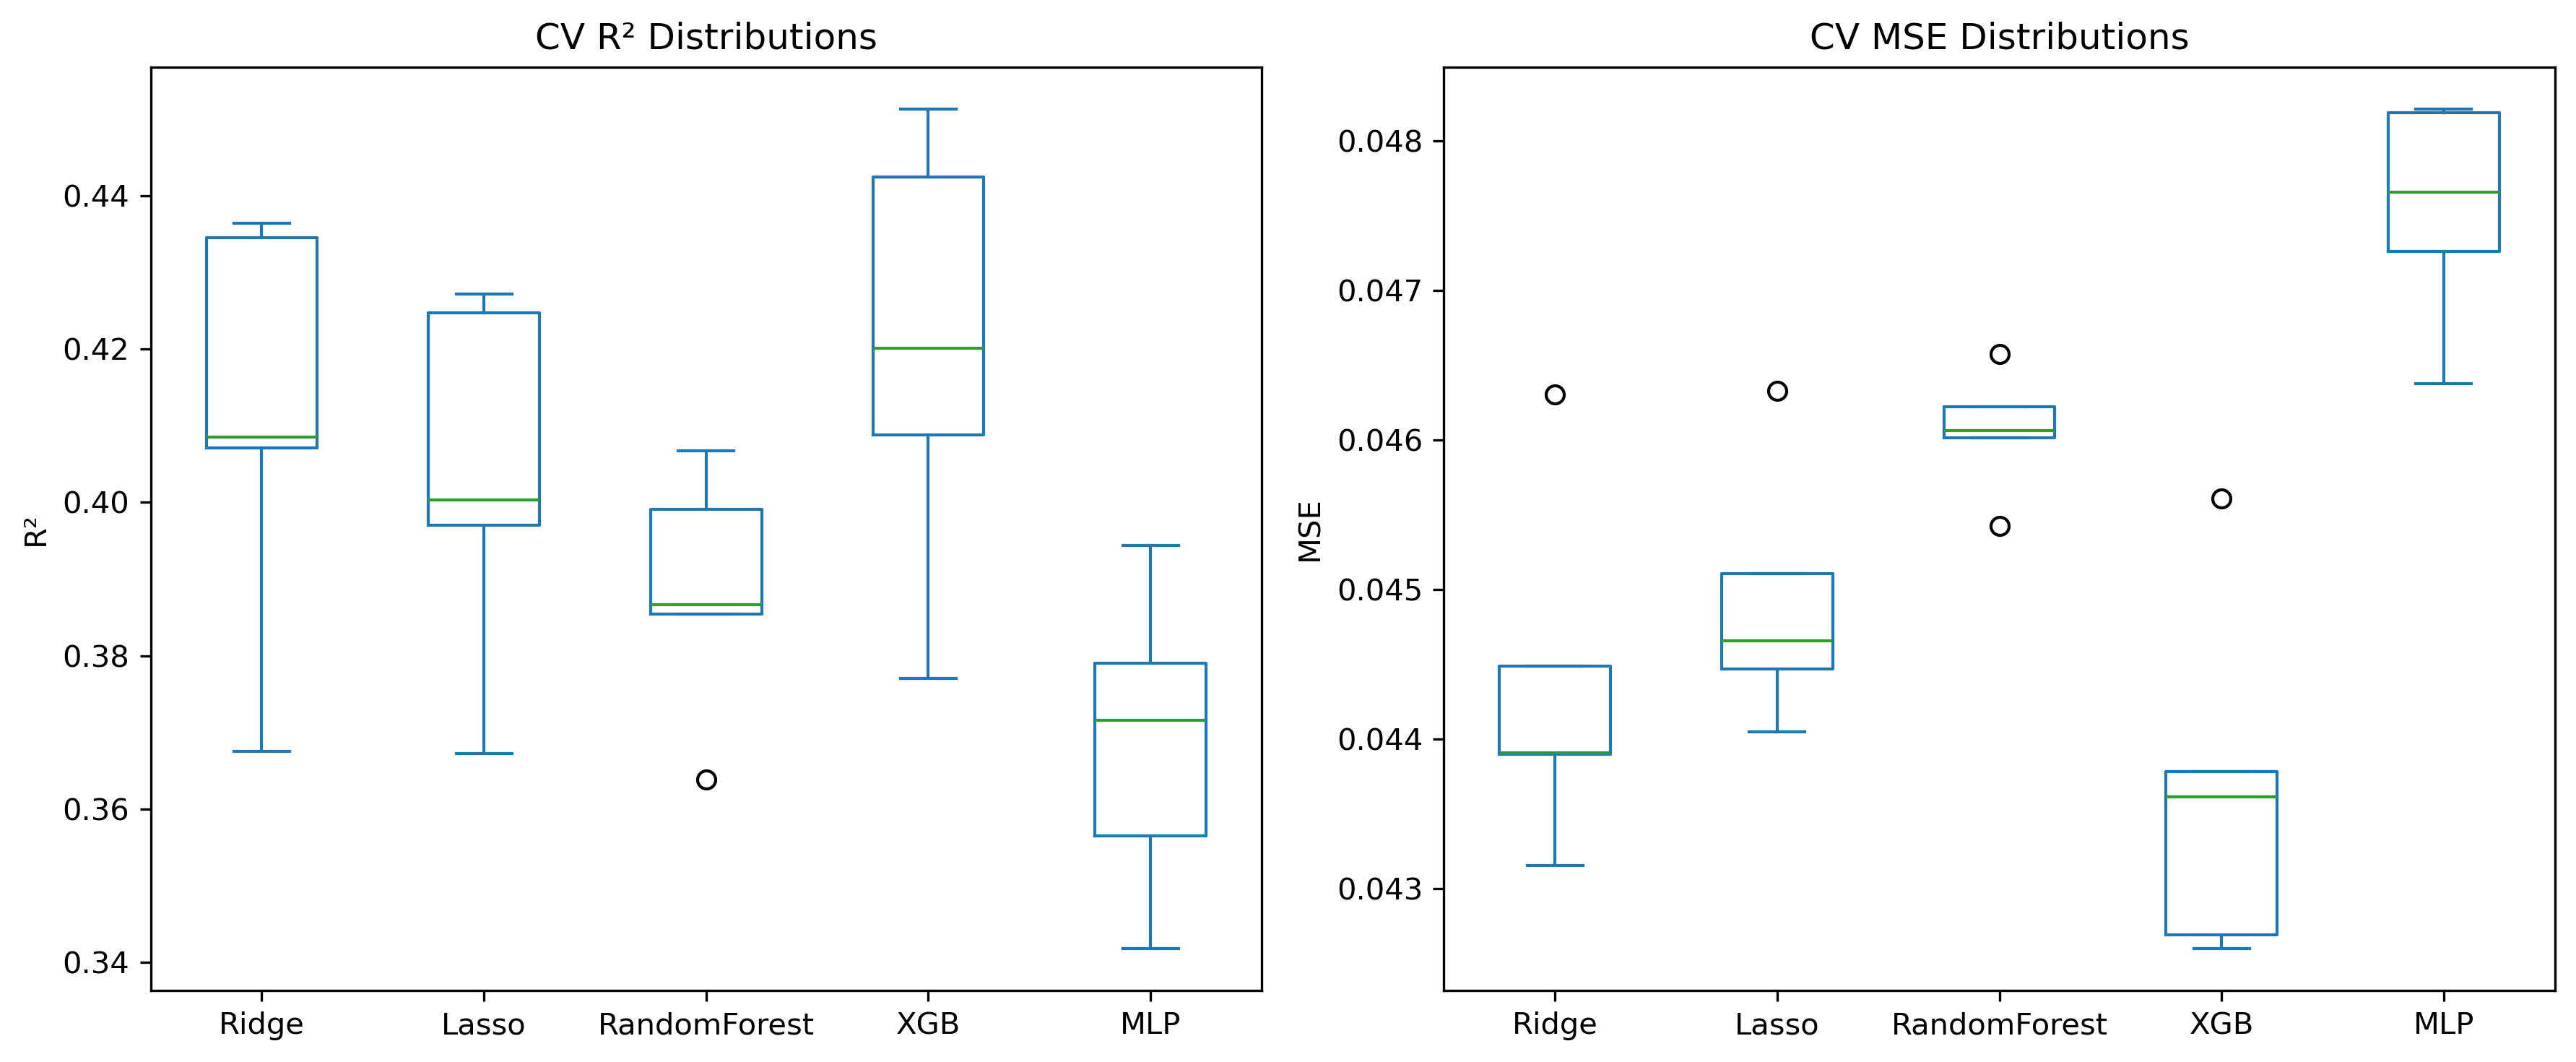 CV R² Distributions
R²
0.44
0.42
0.40
0.38
0.36
0.34
Ridge Lasso RandomForest XGB MLP
CV MSE Distributions
MSE
0.048
0.047
0.046
0.045
0.044
0.043
Ridge Lasso RandomForest XGB MLP